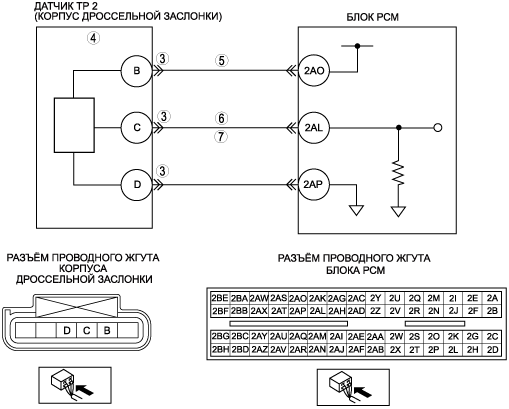 ДАТЧИК TP 2
(КОРПУС ДРОССЕЛЬНОЙ ЗАСЛОНКИ)
БЛОК PCM
4
B 3 5 2AO
C 3 6 2AL
7
D 3 2AP
РАЗЪЁМ ПРОВОДНОГО ЖГУТА
КОРПУСА
ДРОССЕЛЬНОЙ ЗАСЛОНКИ
D C B
РАЗЪЁМ ПРОВОДНОГО ЖГУТА
БЛОКА PCM
2BE 2BA 2AW 2AS 2AO 2AK 2AG 2AC 2Y 2U 2Q 2M 2I 2E 2A
2BF 2BB 2AX 2AT 2AP 2AL 2AH 2AD 2Z 2V 2R 2N 2J 2F 2B
2BG 2BC 2AY 2AU 2AQ 2AM 2AI 2AE 2AA 2W 2S 2O 2K 2G 2C
2BH 2BD 2AZ 2AV 2AR 2AN 2AJ 2AF 2AB 2X 2T 2P 2L 2H 2D